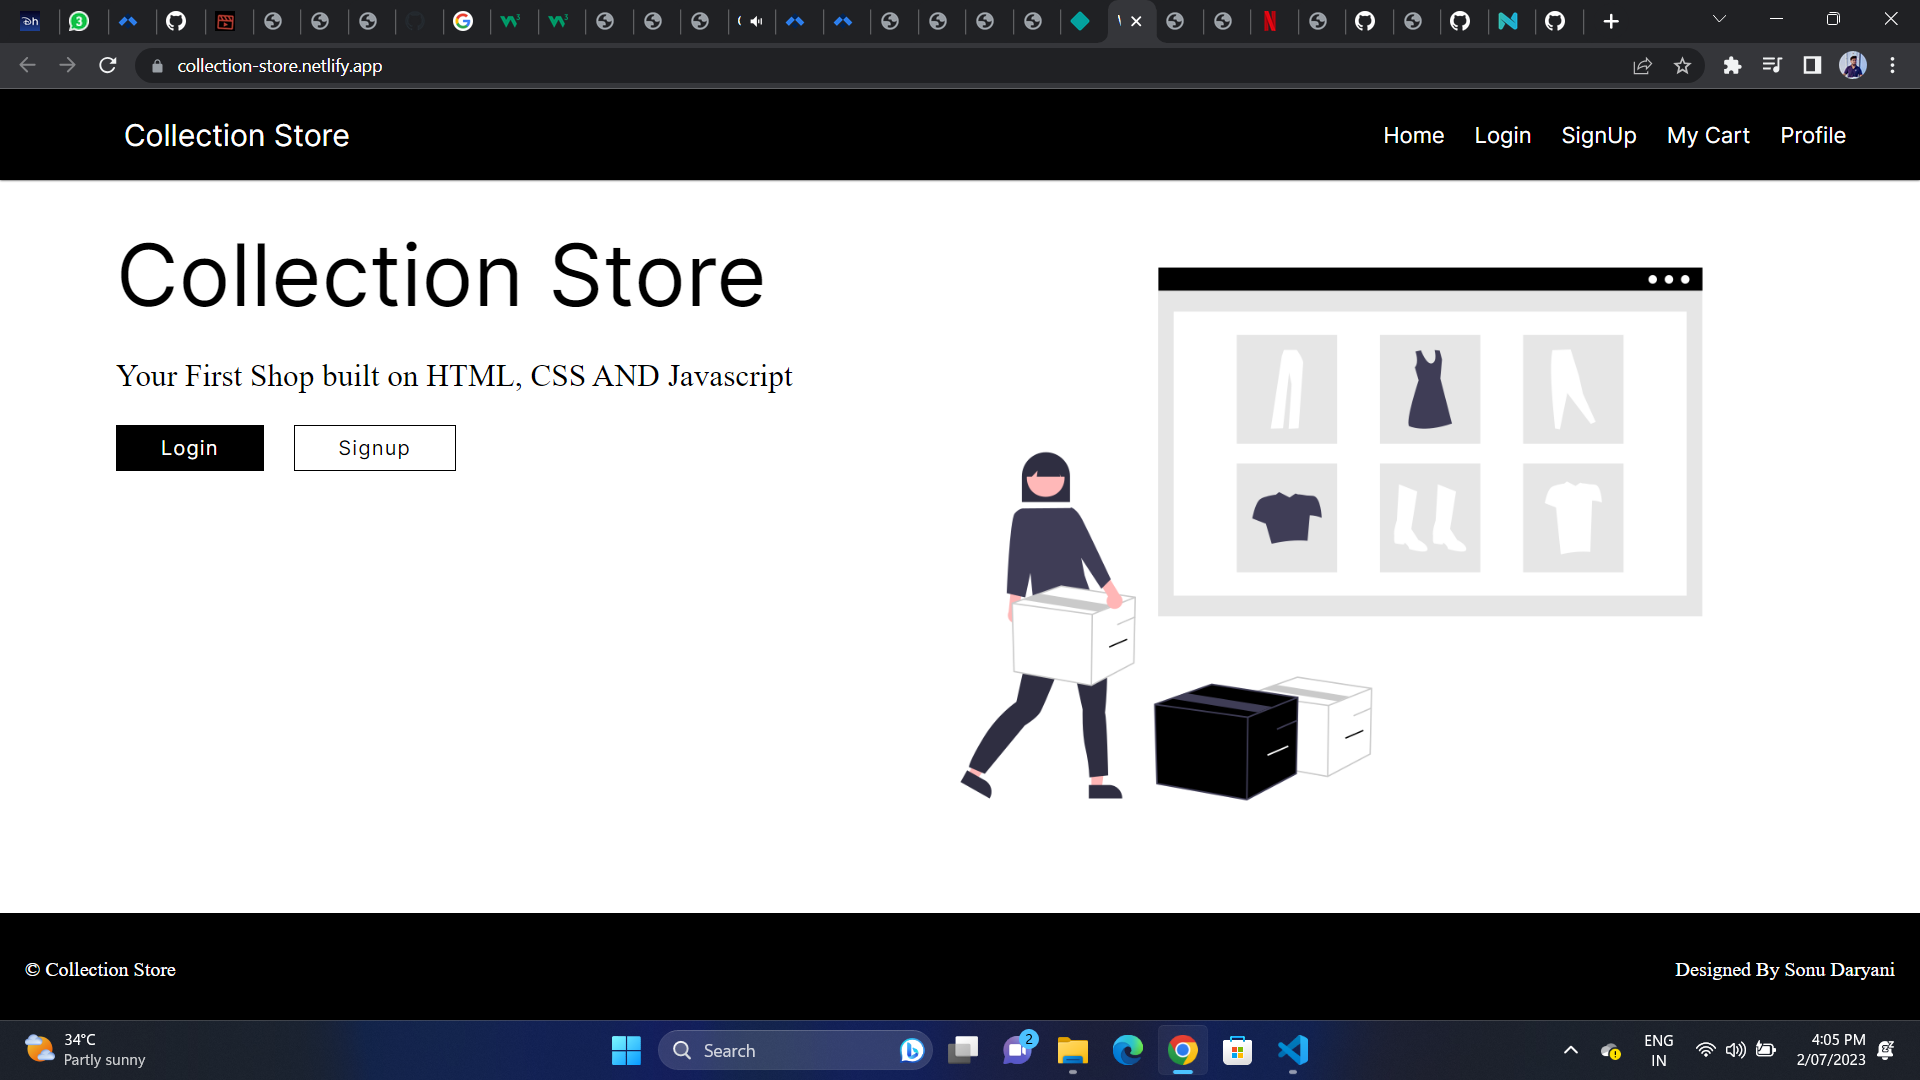 3
collection-store.netlify.app
Collection Store
Home Login SignUp My Cart Profile
Collection Store
Your First Shop built on HTML, CSS AND Javascript
Login Signup
© Collection Store
Designed By Sonu Daryani
34°C
Partly sunny
Search
2
ENG
IN
4:05 PM
2/07/2023